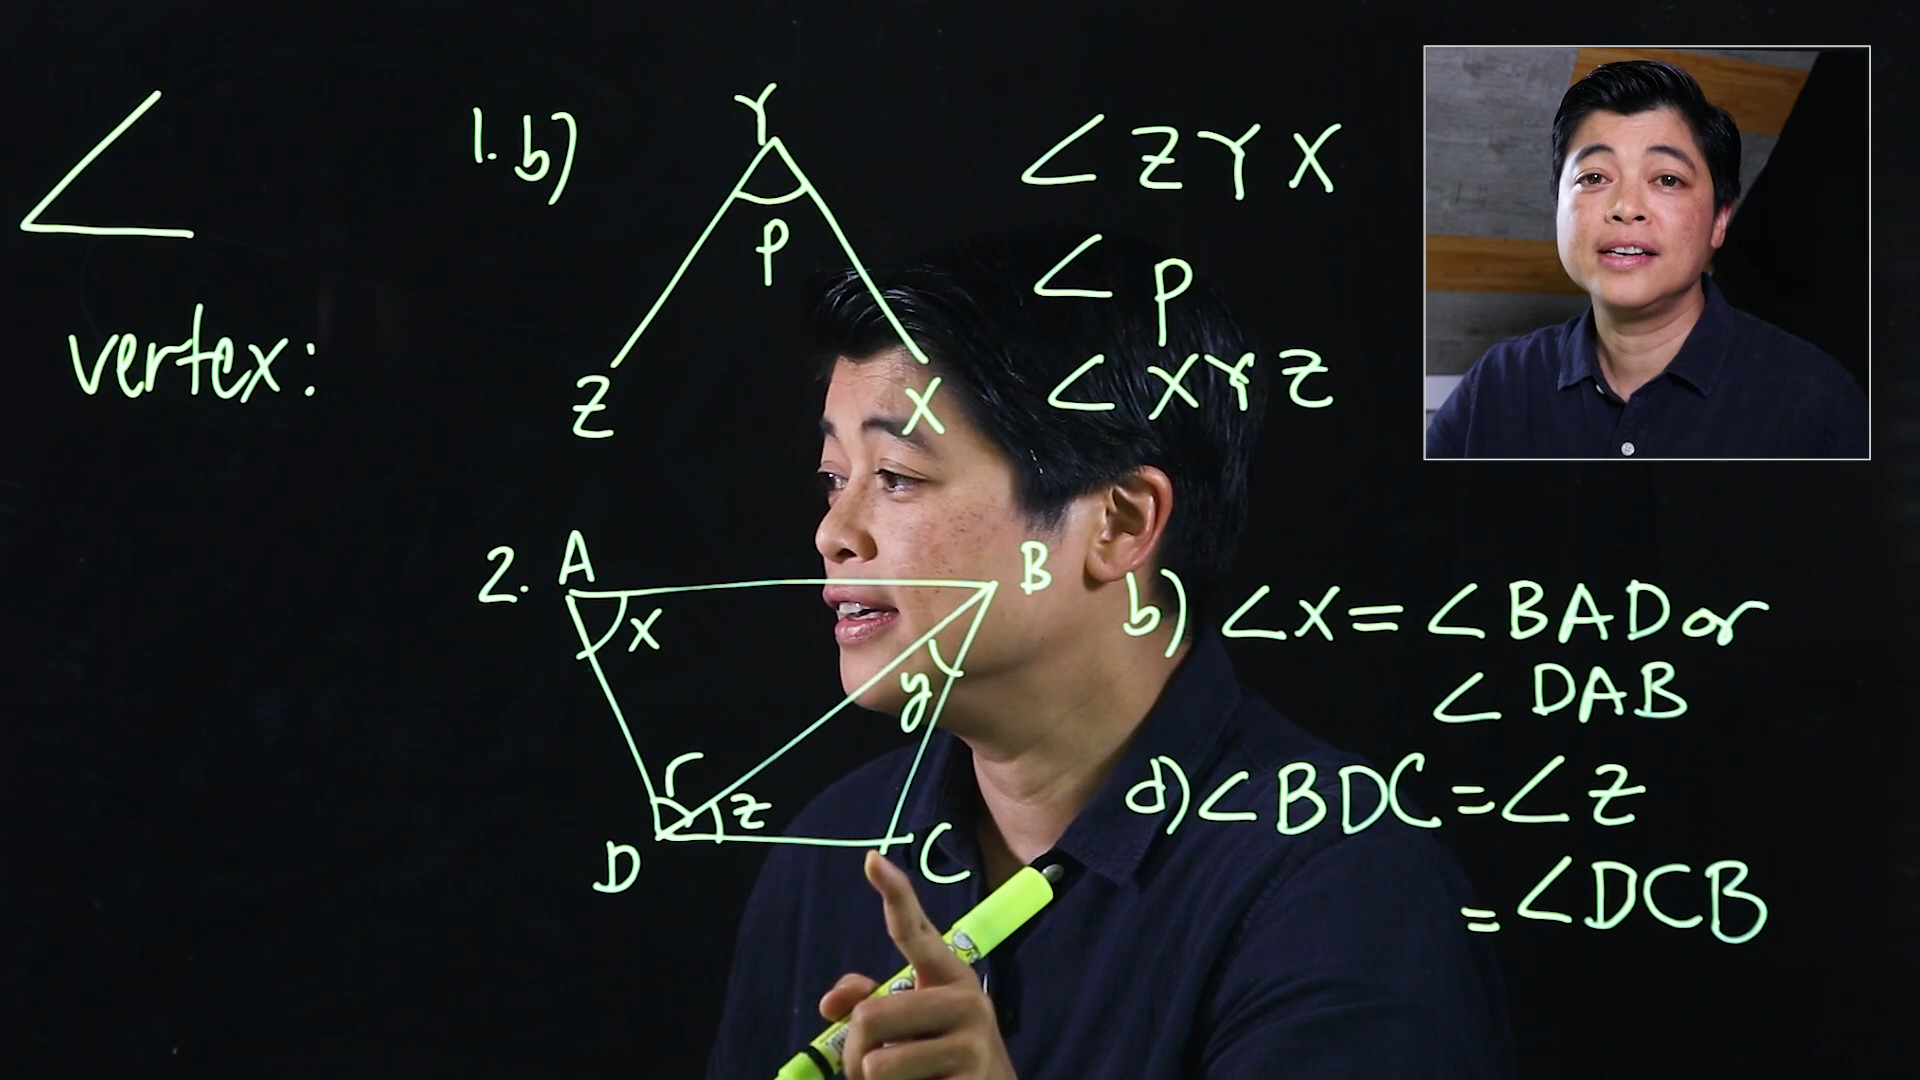 1.b)
Y
P
Z
X
∠ZYX
∠P
∠XYZ
vertex:
2.
A
B
x
y
r
z
D
C
b) ∠X = ∠BAD or
∠DAB
d) ∠BDC = ∠Z
= ∠DCB